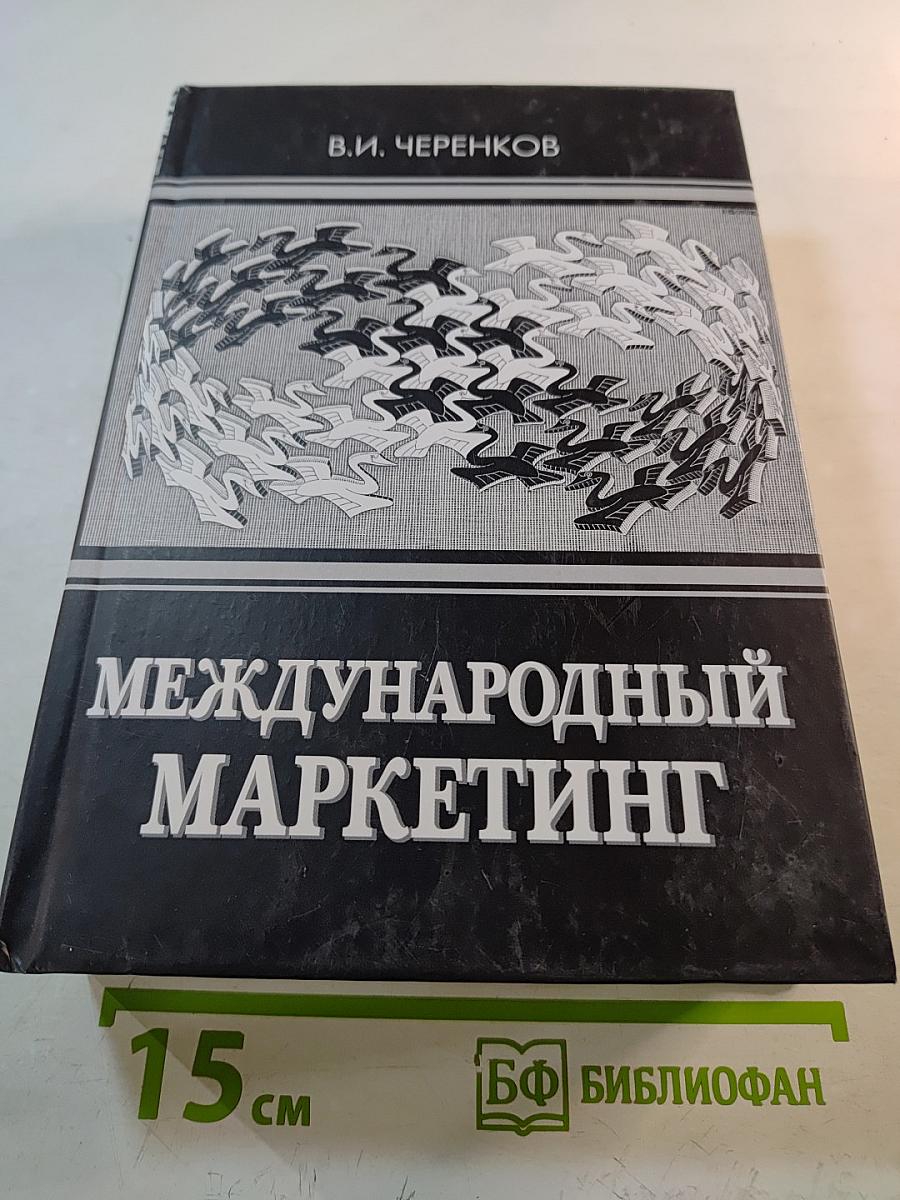 В.И. ЧЕРЕНКОВ
МЕЖДУНАРОДНЫЙ
МАРКЕТИНГ
15 см
БФ БИБЛИОФАН